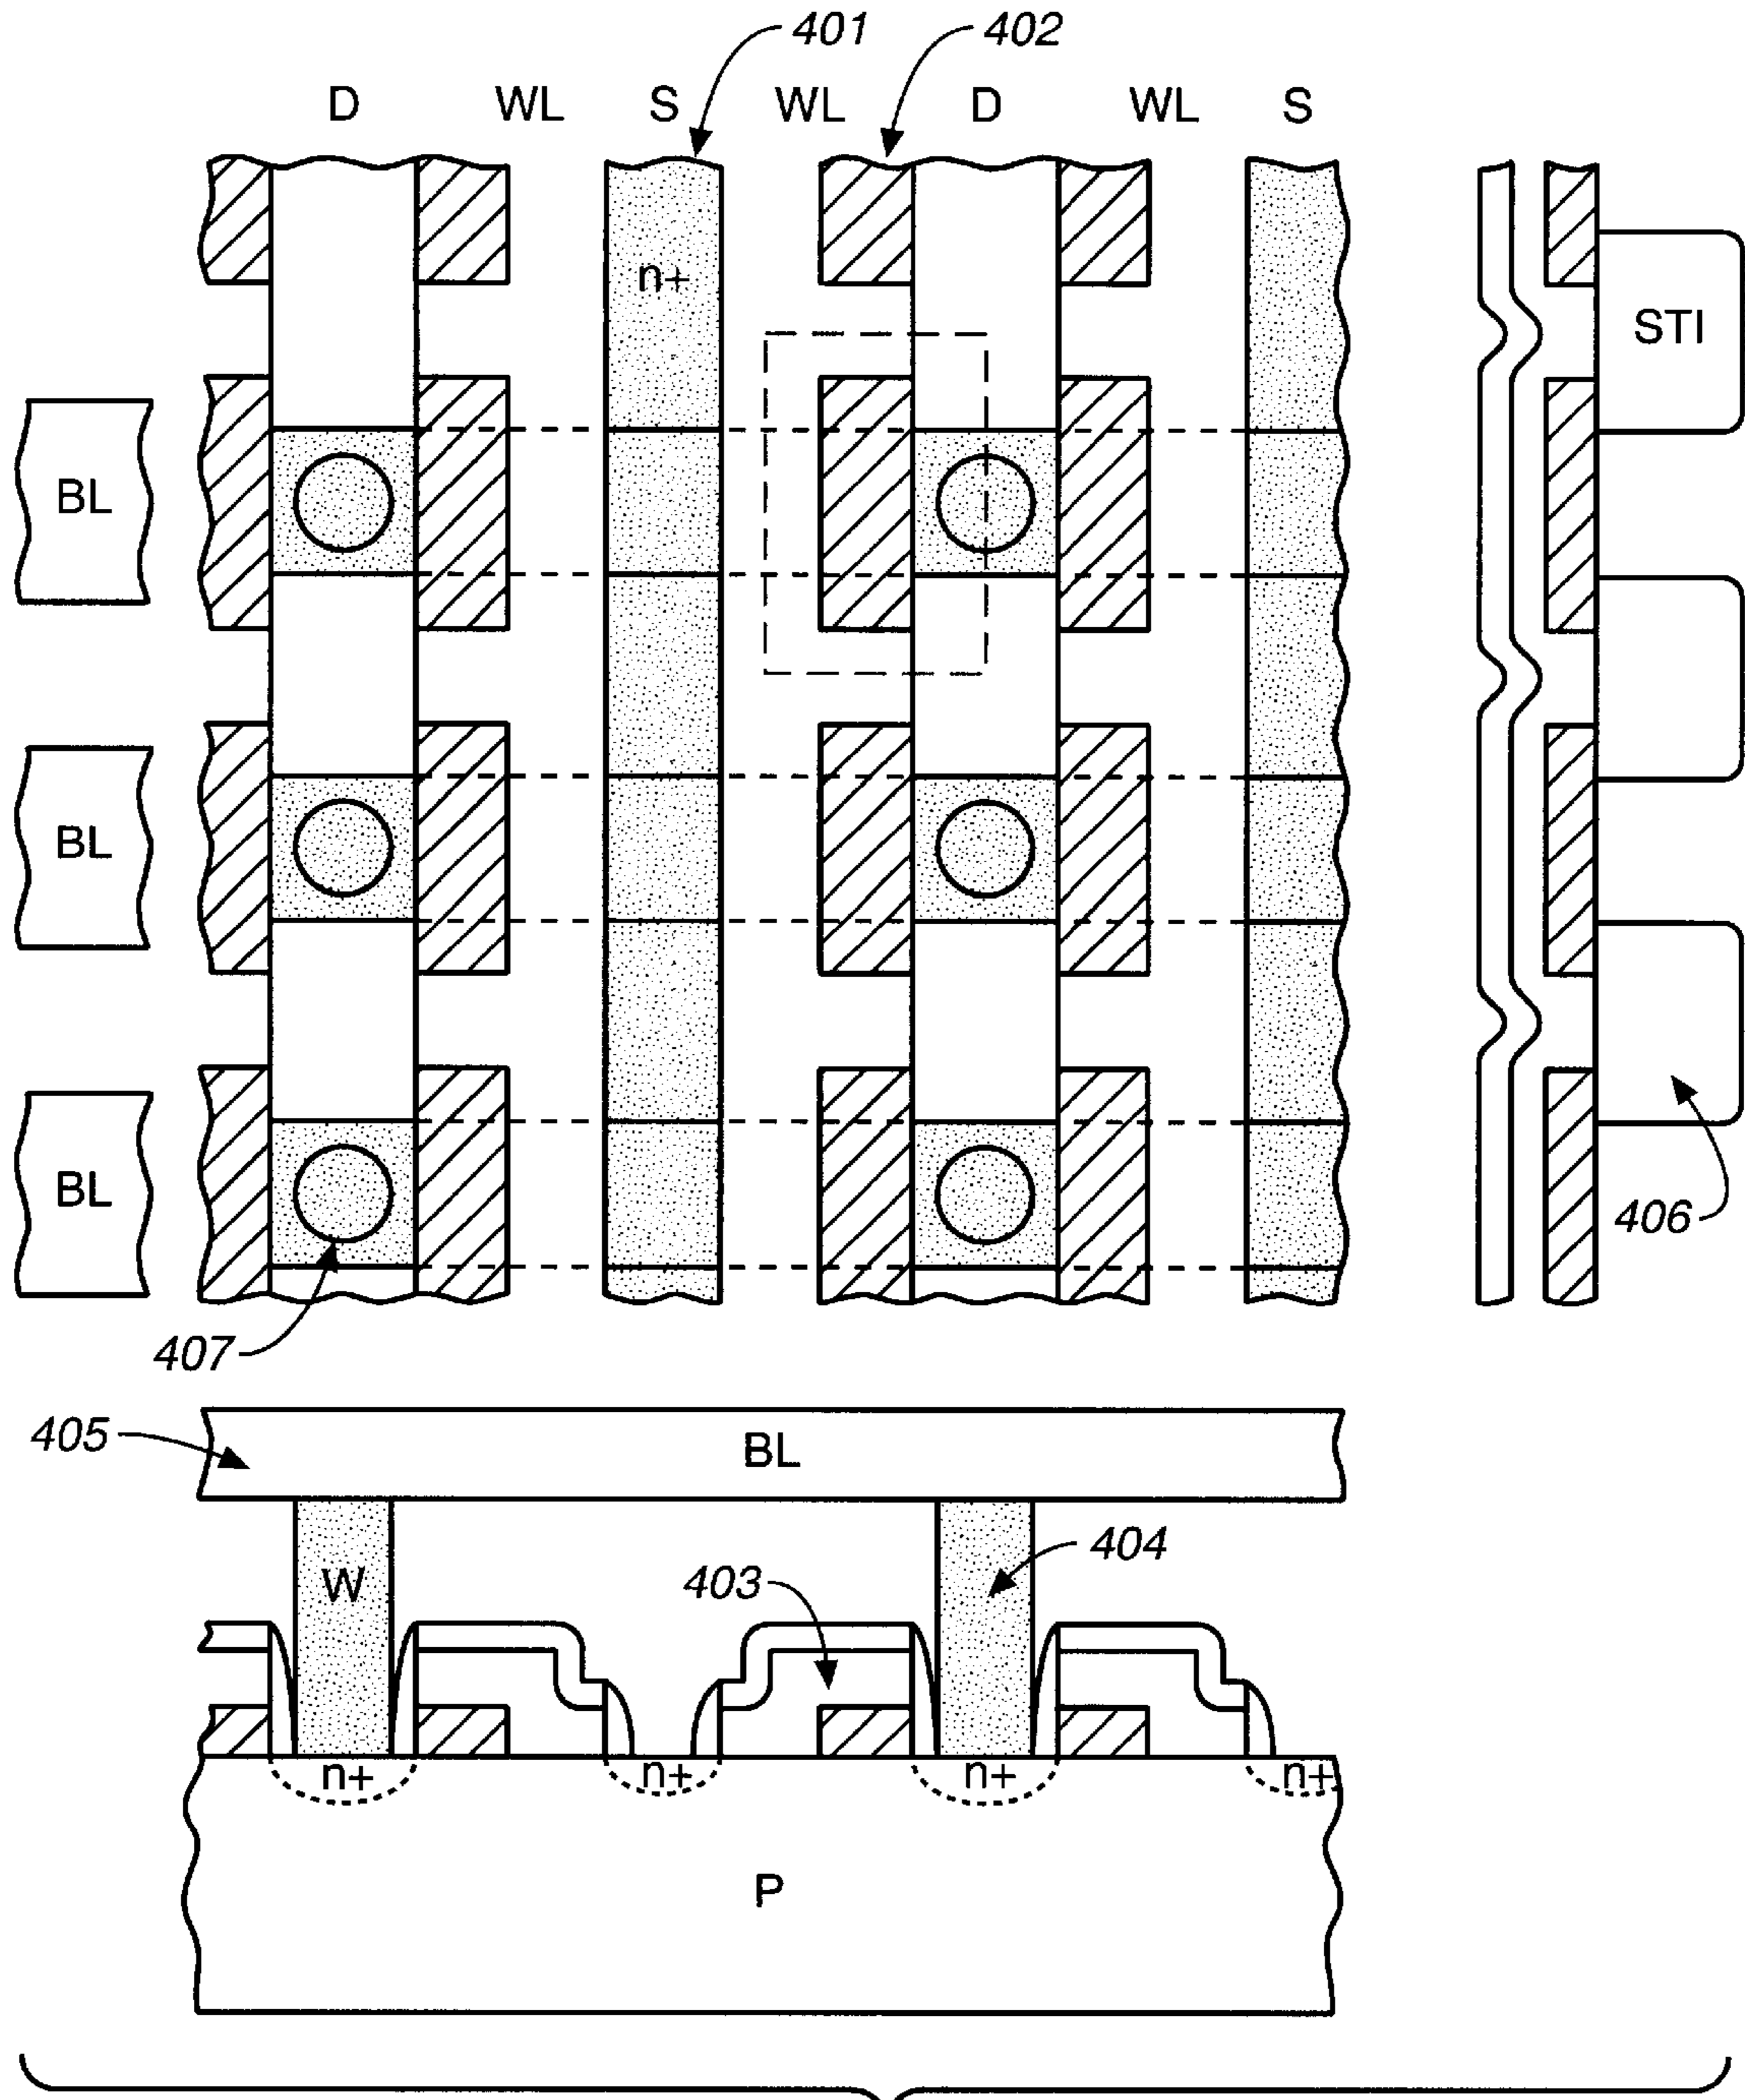 401 402
D WL S WL D WL S
n+
STI
BL
BL
BL
406
407
405 BL
404
W 403
n+ n+ n+ n+
P